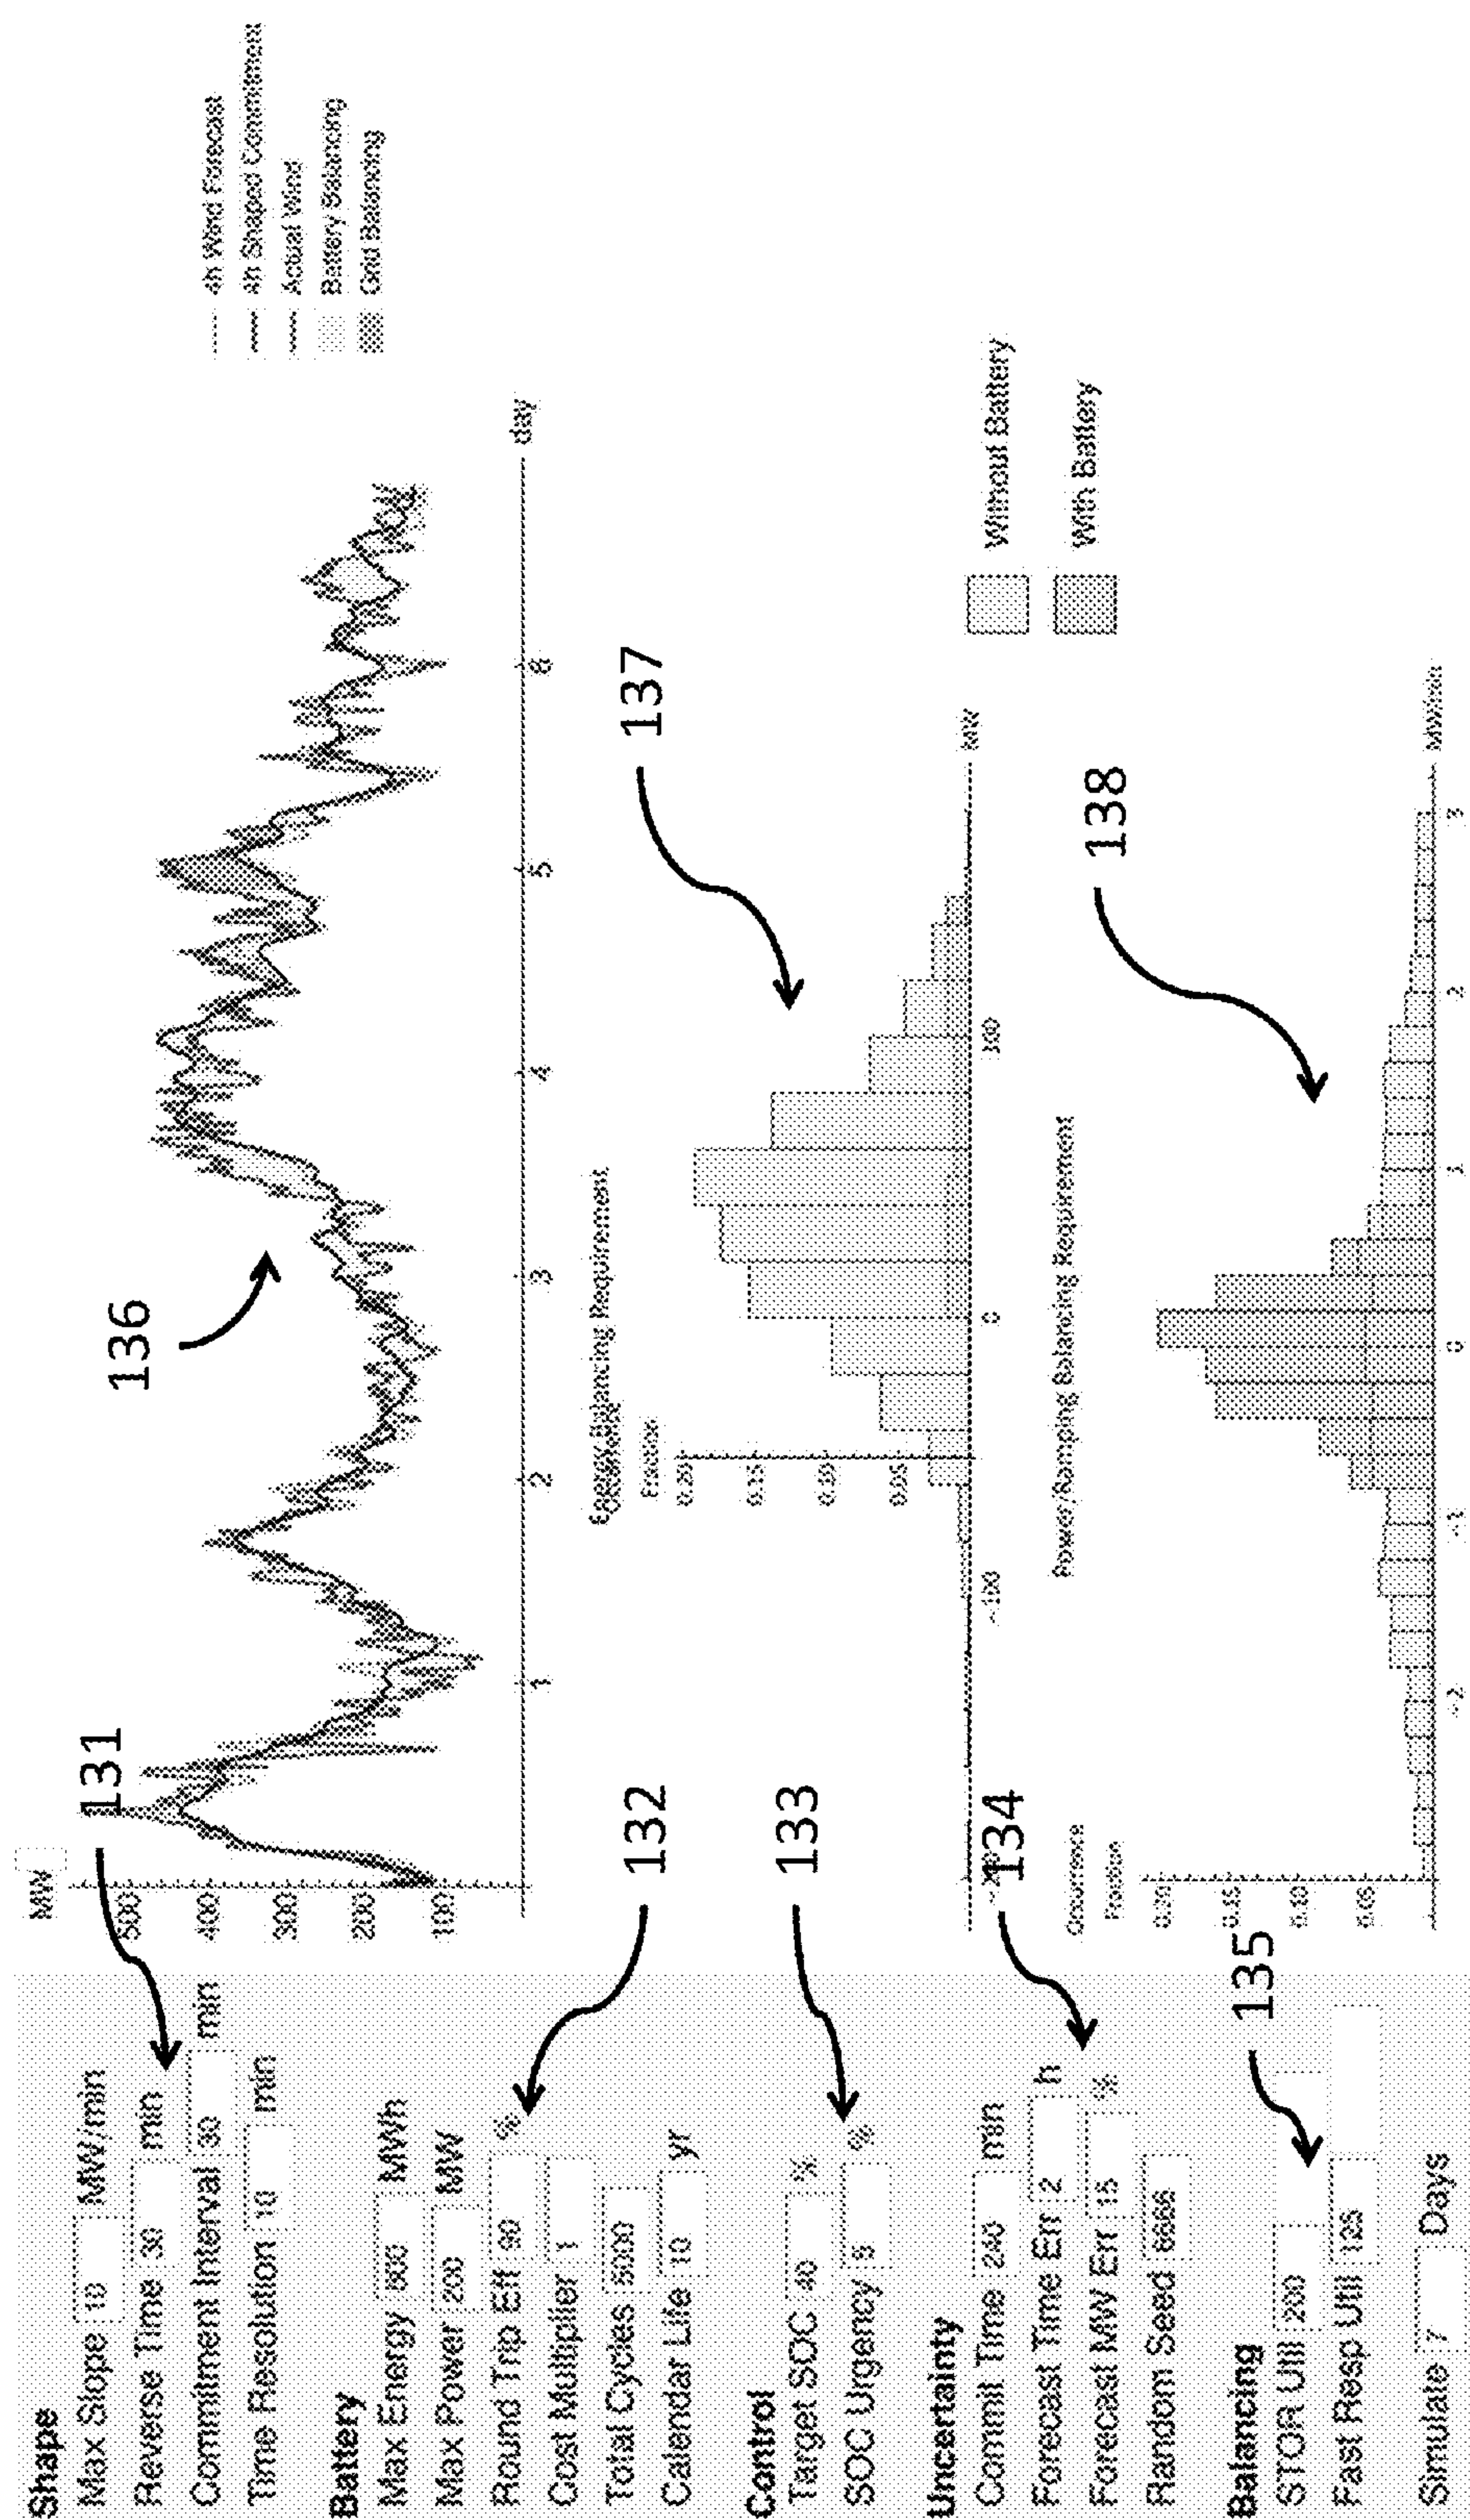 Shape
Max Slope 10 MW/min
Reverse Time 30 min
Commitment Interval 30 min
Time Resolution 10 min
Battery
Max Energy 800 MWh
Max Power 200 MW
Round Trip Eff 90 %
Cost Multiplier 1
Total Cycles 5000
Calendar Life 10 yr
Control
Target SOC 40 %
SOC Urgency 5 %
Uncertainty
Commit Time 240 min
Forecast Time Err 2 h
Forecast MW Err 15 %
Random Seed
Balancing
STOR Util 200
Fast Resp Util 125
Simulate 7 Days
131
132
133
134
135
MW
500
400
300
200
100
1
2
3
4
5
6
day
136
4h Wind Forecast
4h Shaped Commitment
Actual Wind
Battery Balancing
Grid Balancing
Balancing Requirement
Fraction
0.20
0.15
0.10
0.05
-100
0
100
MW
137
Without Battery
With Battery
Power/Ramping Balancing Requirement
Occurrence
Fraction
0.20
0.15
0.10
0.05
-2
-1
0
1
2
3
MW/min
138